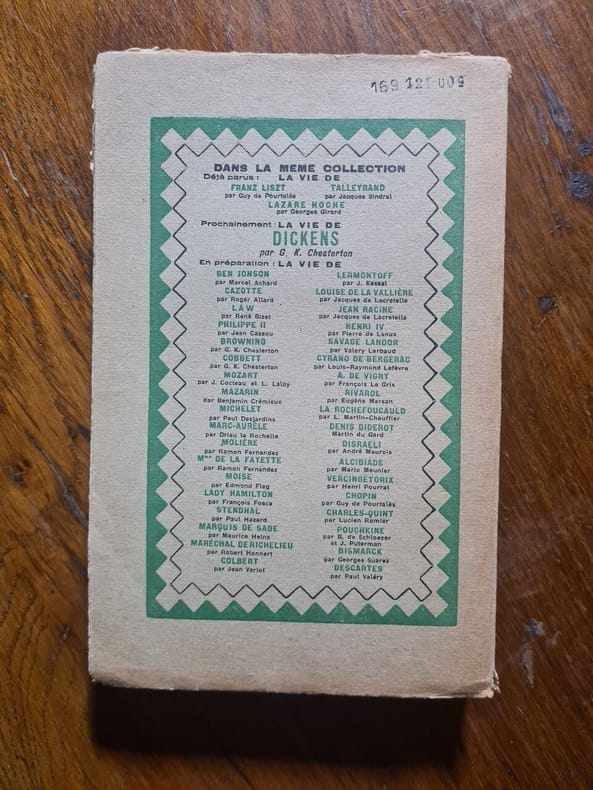 169 009
DANS LA MEME COLLECTION
Déjà parus : LA VIE DE
FRANZ LISZT
par Guy de Pourtalès
TALLEYRAND
par Jacques Sindral
LAZARE HOCHE
par Georges Girard
Prochainement : LA VIE DE
DICKENS
par G. K. Chesterton
En préparation : LA VIE DE
BEN JONSON
par Marcel Achard
CAZOTTE
par Roger Allard
LAW
par René Bizet
PHILIPPE II
par Jean Cassou
BROWNING
par G. K. Chesterton
COBBETT
par G. K. Chesterton
MOZART
par J. Cocteau et L. Laloy
MAZARIN
par Benjamin Crémieux
MICHELET
par Paul Desjardins
MARC-AURÈLE
par Drieu la Rochelle
MOLIÈRE
par Ramon Fernandez
Mme DE LA FAYETTE
par Ramon Fernandez
MOISE
par Edmond Fleg
LADY HAMILTON
par François Fosca
STENDHAL
par Paul Hazard
MARQUIS DE SADE
par Maurice Heine
MARÉCHAL DE RICHELIEU
par Robert Honnert
COLBERT
par Jean Variot
LERMONTOFF
par J. Kessel
LOUISE DE LA VALLIÈRE
par Jacques de Lacretelle
JEAN RACINE
par Jacques de Lacretelle
HENRI IV
par Pierre de Lanux
SAVAGE LANDOR
par Valery Larbaud
CYRANO DE BERGERAC
par Louis-Raymond Lefèvre
A. DE VIGNY
par François Le Grix
RIVAROL
par Eugène Marsan
LA ROCHEFOUCAULD
par L. Martin-Chauffier
DENIS DIDEROT
Martin du Gard
DISRAELI
par André Maurois
ALCIBIADE
par Mario Meunier
VERCINGÉTORIX
par Henri Pourrat
CHOPIN
par Guy de Pourtalès
CHARLES-QUINT
par Lucien Romier
POUCHKINE
par B. de Schloezer
et J. Puterman
BISMARCK
par Georges Suarez
DESCARTES
par Paul Valéry